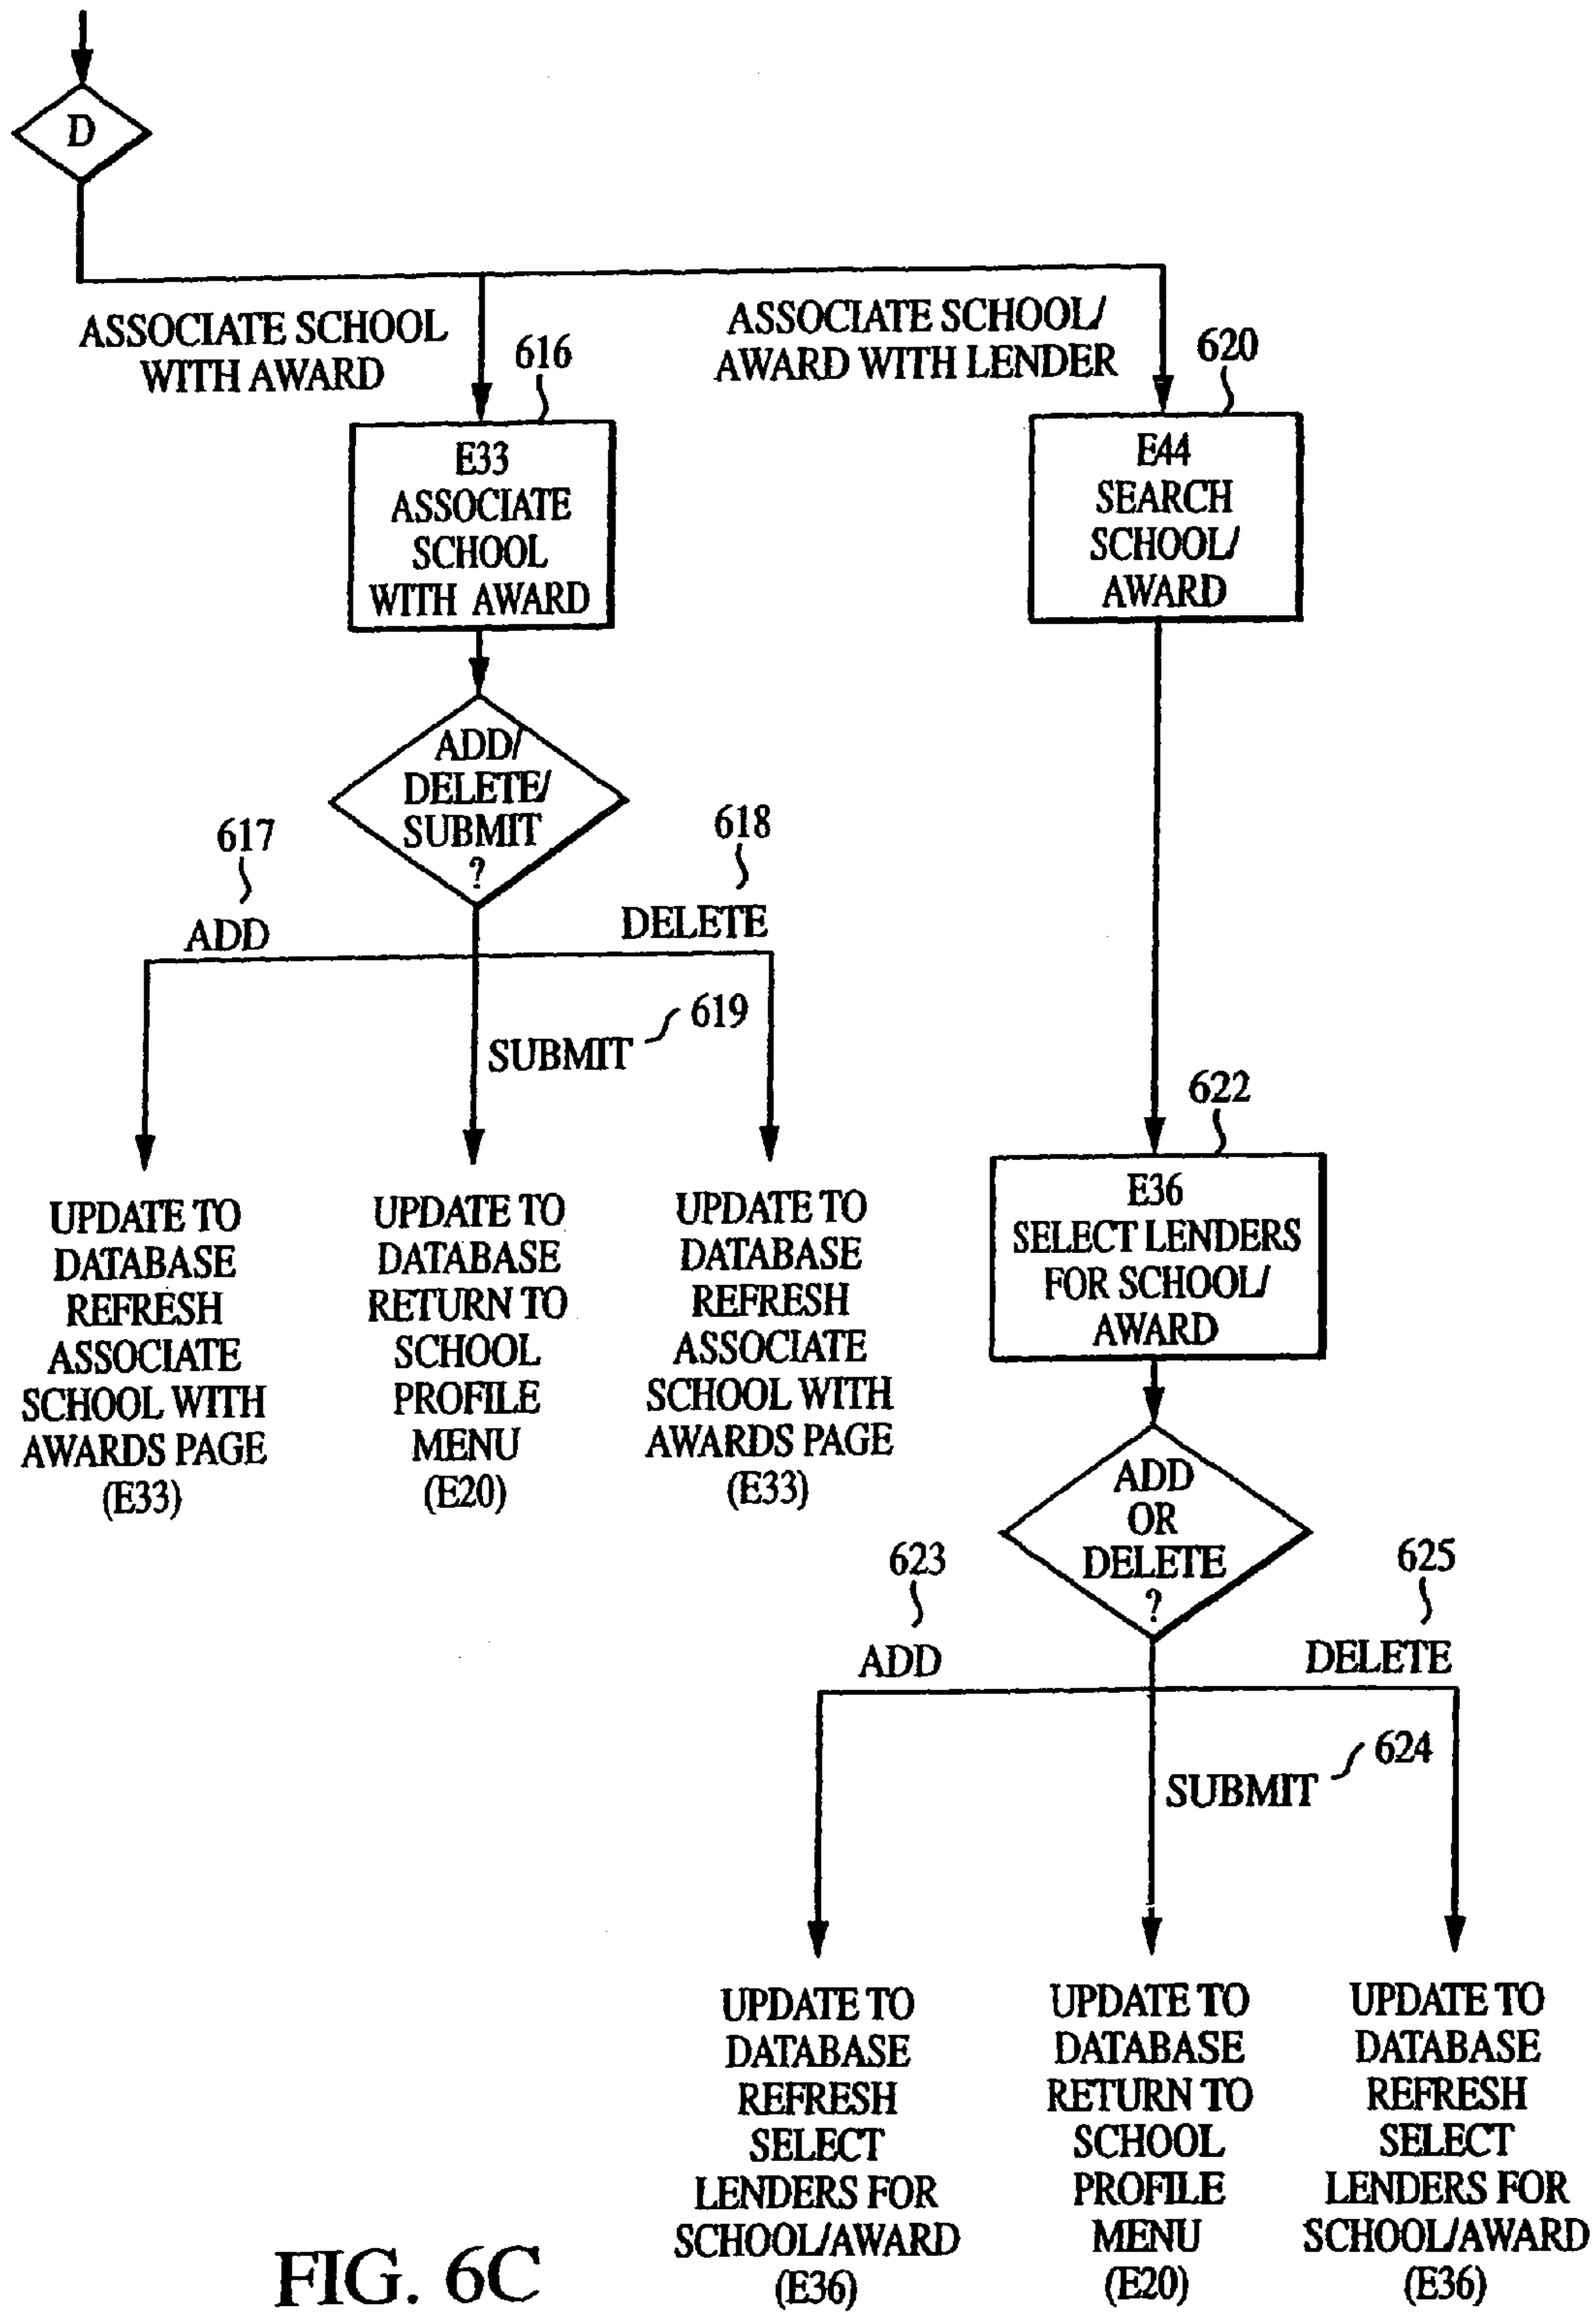 D
ASSOCIATE SCHOOL
WITH AWARD
616
E33
ASSOCIATE
SCHOOL
WITH AWARD
ADD/
DELETE/
SUBMIT
?
617
ADD
618
DELETE
619
SUBMIT
UPDATE TO
DATABASE
REFRESH
ASSOCIATE
SCHOOL WITH
AWARDS PAGE
(E33)
UPDATE TO
DATABASE
RETURN TO
SCHOOL
PROFILE
MENU
(E20)
UPDATE TO
DATABASE
REFRESH
ASSOCIATE
SCHOOL WITH
AWARDS PAGE
(E33)
ASSOCIATE SCHOOL/
AWARD WITH LENDER
620
E44
SEARCH
SCHOOL/
AWARD
622
E36
SELECT LENDERS
FOR SCHOOL/
AWARD
ADD
OR
DELETE
?
623
ADD
625
DELETE
624
SUBMIT
UPDATE TO
DATABASE
REFRESH
SELECT
LENDERS FOR
SCHOOL/AWARD
(E36)
UPDATE TO
DATABASE
RETURN TO
SCHOOL
PROFILE
MENU
(E20)
UPDATE TO
DATABASE
REFRESH
SELECT
LENDERS FOR
SCHOOL/AWARD
(E36)
FIG. 6C